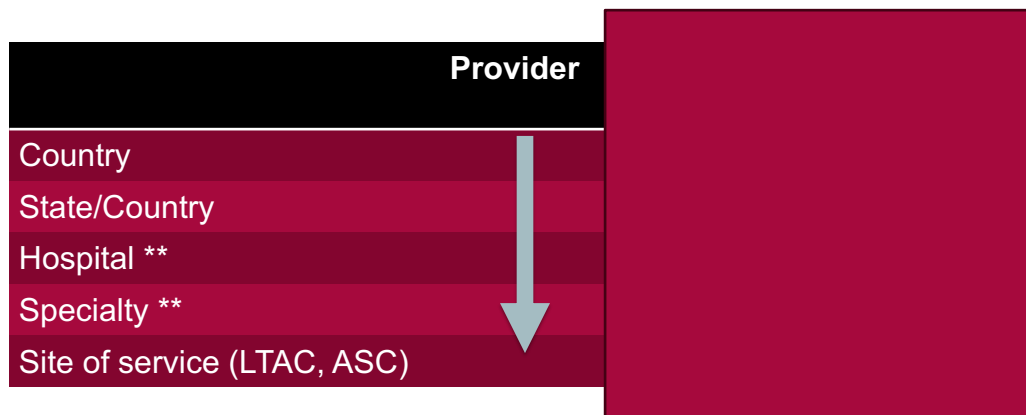 Provider
Country
State/Country
Hospital **
Specialty **
Site of service (LTAC, ASC)